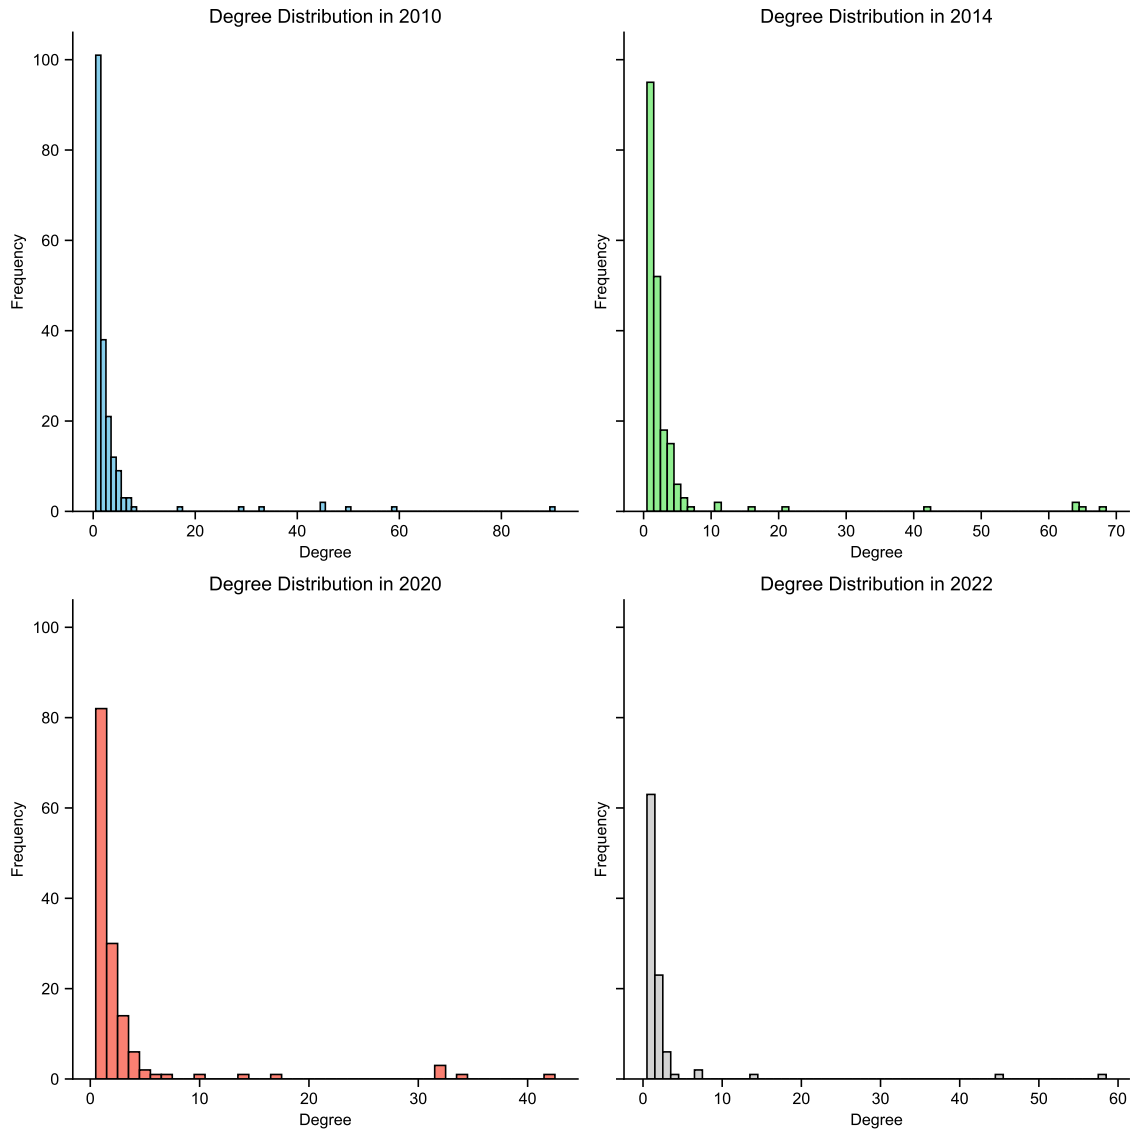 Degree Distribution in 2010
100
80
60
40
20
0
Frequency
0 20 40 60 80
Degree
Degree Distribution in 2014
Frequency
0 10 20 30 40 50 60 70
Degree
Degree Distribution in 2020
100
80
60
40
20
0
Frequency
0 10 20 30 40
Degree
Degree Distribution in 2022
Frequency
0 10 20 30 40 50 60
Degree